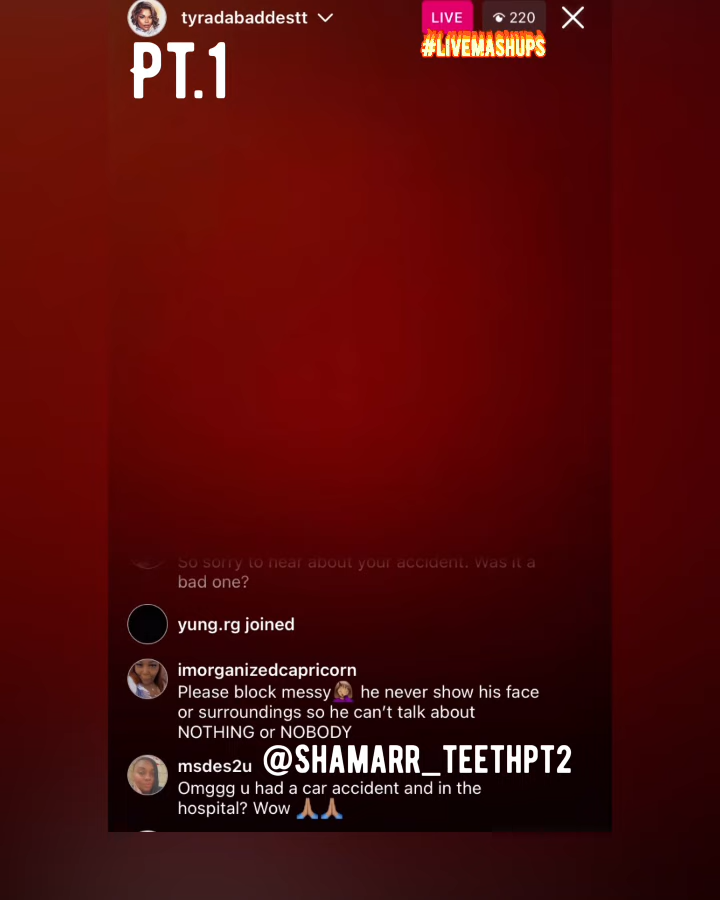 tyradabaddestt
LIVE
220
#LIVEMASHUPS
PT.1
So sorry to hear about your accident. Was it a
bad one?
yung.rg joined
imorganizedcapricorn
Please block messy🤦🏽‍♀️ he never show his face
or surroundings so he can’t talk about
NOTHING or NOBODY
msdes2u
@SHAMARR_TEETHPT2
Omggg u had a car accident and in the
hospital? Wow 🙏🏽🙏🏽